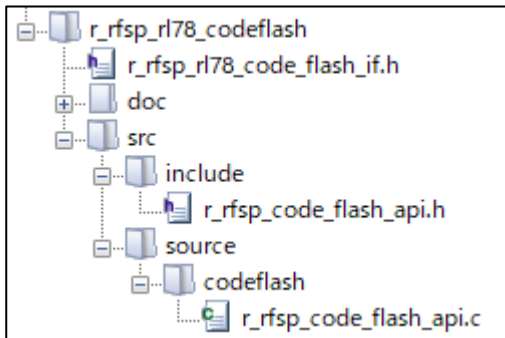 r_rfsp_rl78_codeflash
r_rfsp_rl78_code_flash_if.h
doc
src
include
r_rfsp_code_flash_api.h
source
codeflash
r_rfsp_code_flash_api.c